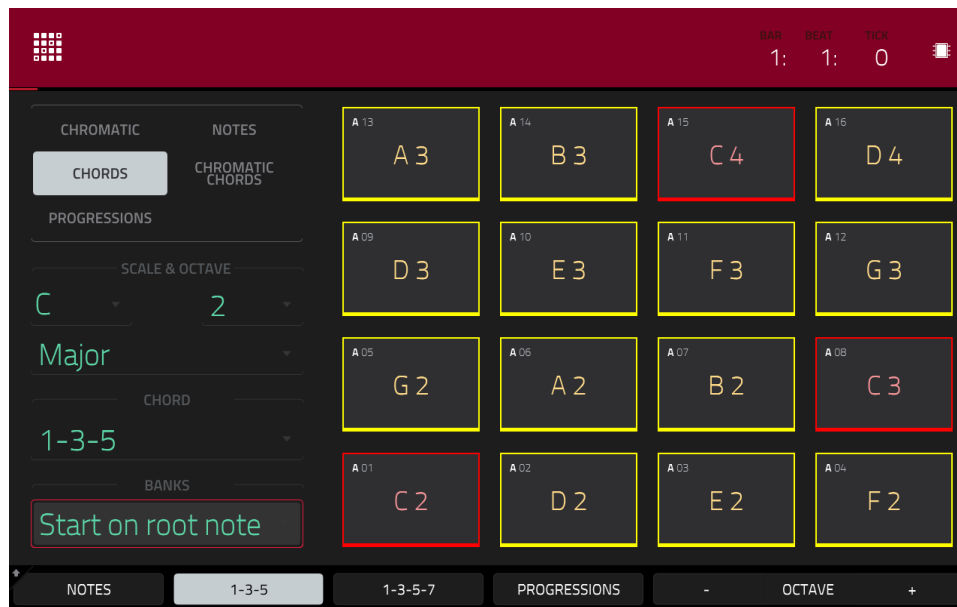 BAR BEAT TICK
1: 1: 0
CHROMATIC NOTES
CHORDS CHROMATIC
CHORDS
PROGRESSIONS
SCALE & OCTAVE
C 2
Major
CHORD
1-3-5
BANKS
Start on root note
A 13 A 14 A 15 A 16
A 3 B 3 C 4 D 4
A 09 A 10 A 11 A 12
D 3 E 3 F 3 G 3
A 05 A 06 A 07 A 08
G 2 A 2 B 2 C 3
A 01 A 02 A 03 A 04
C 2 D 2 E 2 F 2
NOTES 1-3-5 1-3-5-7 PROGRESSIONS - OCTAVE +